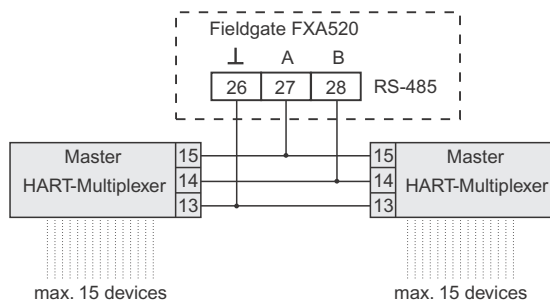 Fieldgate FXA520
⊥ A B
26 27 28 RS-485
Master HART-Multiplexer 15 14 13
15 14 13 Master HART-Multiplexer
max. 15 devices
max. 15 devices